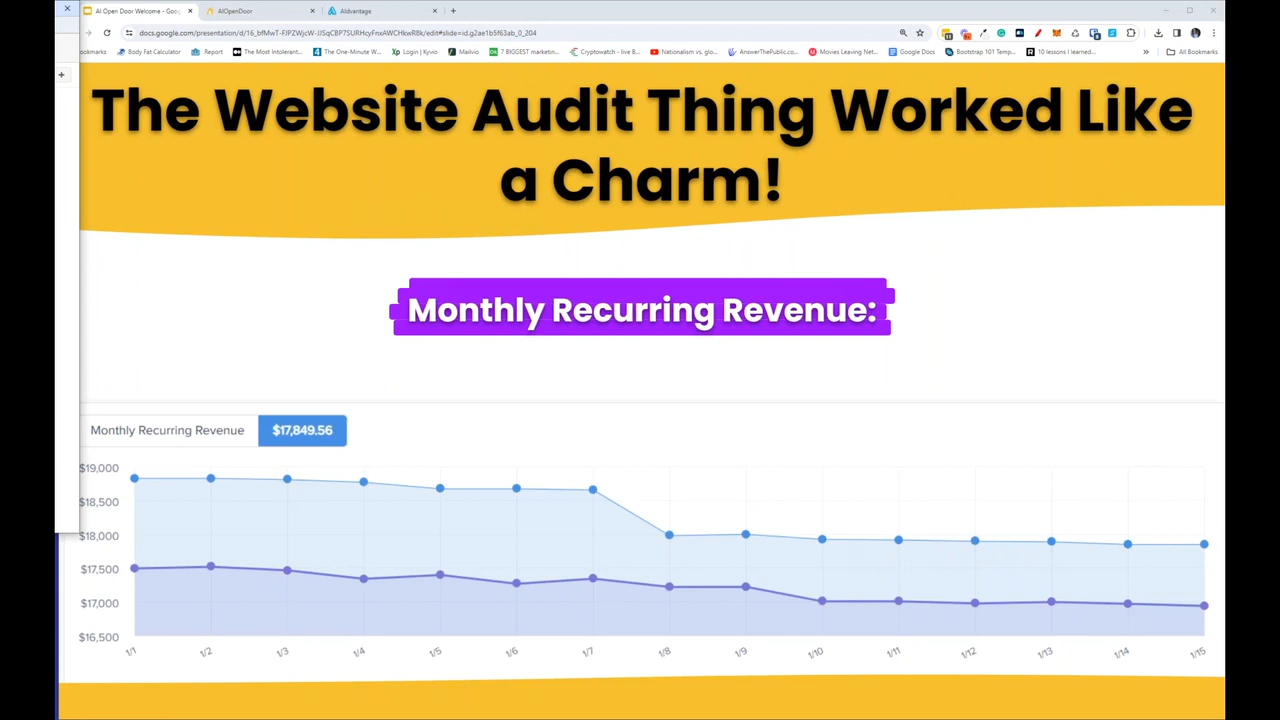 AI Open Door Welcome - Goo
AIOpenDoor
AIdvantage
docs.google.com/presentation/d/16_bfMwT-FJPZWjcW-JJSqCBP7SURHcyFnxAWCHkwR8k/edit#slide=id.g2ae1b5f63ab_0_204
okmarks
Body Fat Calculator
Report
The Most Intolerant...
The One-Minute W...
Login | Kyvio
Mailvio
7 BIGGEST marketin...
Cryptowatch - live B...
Nationalism vs. glo...
AnswerThePublic.co...
Movies Leaving Net...
Google Docs
Bootstrap 101 Temp...
10 lessons I learned...
»
All Bookmarks
The Website Audit Thing Worked Like
a Charm!
Monthly Recurring Revenue:
Monthly Recurring Revenue
$17,849.56
$19,000
$18,500
$18,000
$17,500
$17,000
$16,500
1/1
1/2
1/3
1/4
1/5
1/6
1/7
1/8
1/9
1/10
1/11
1/12
1/13
1/14
1/15